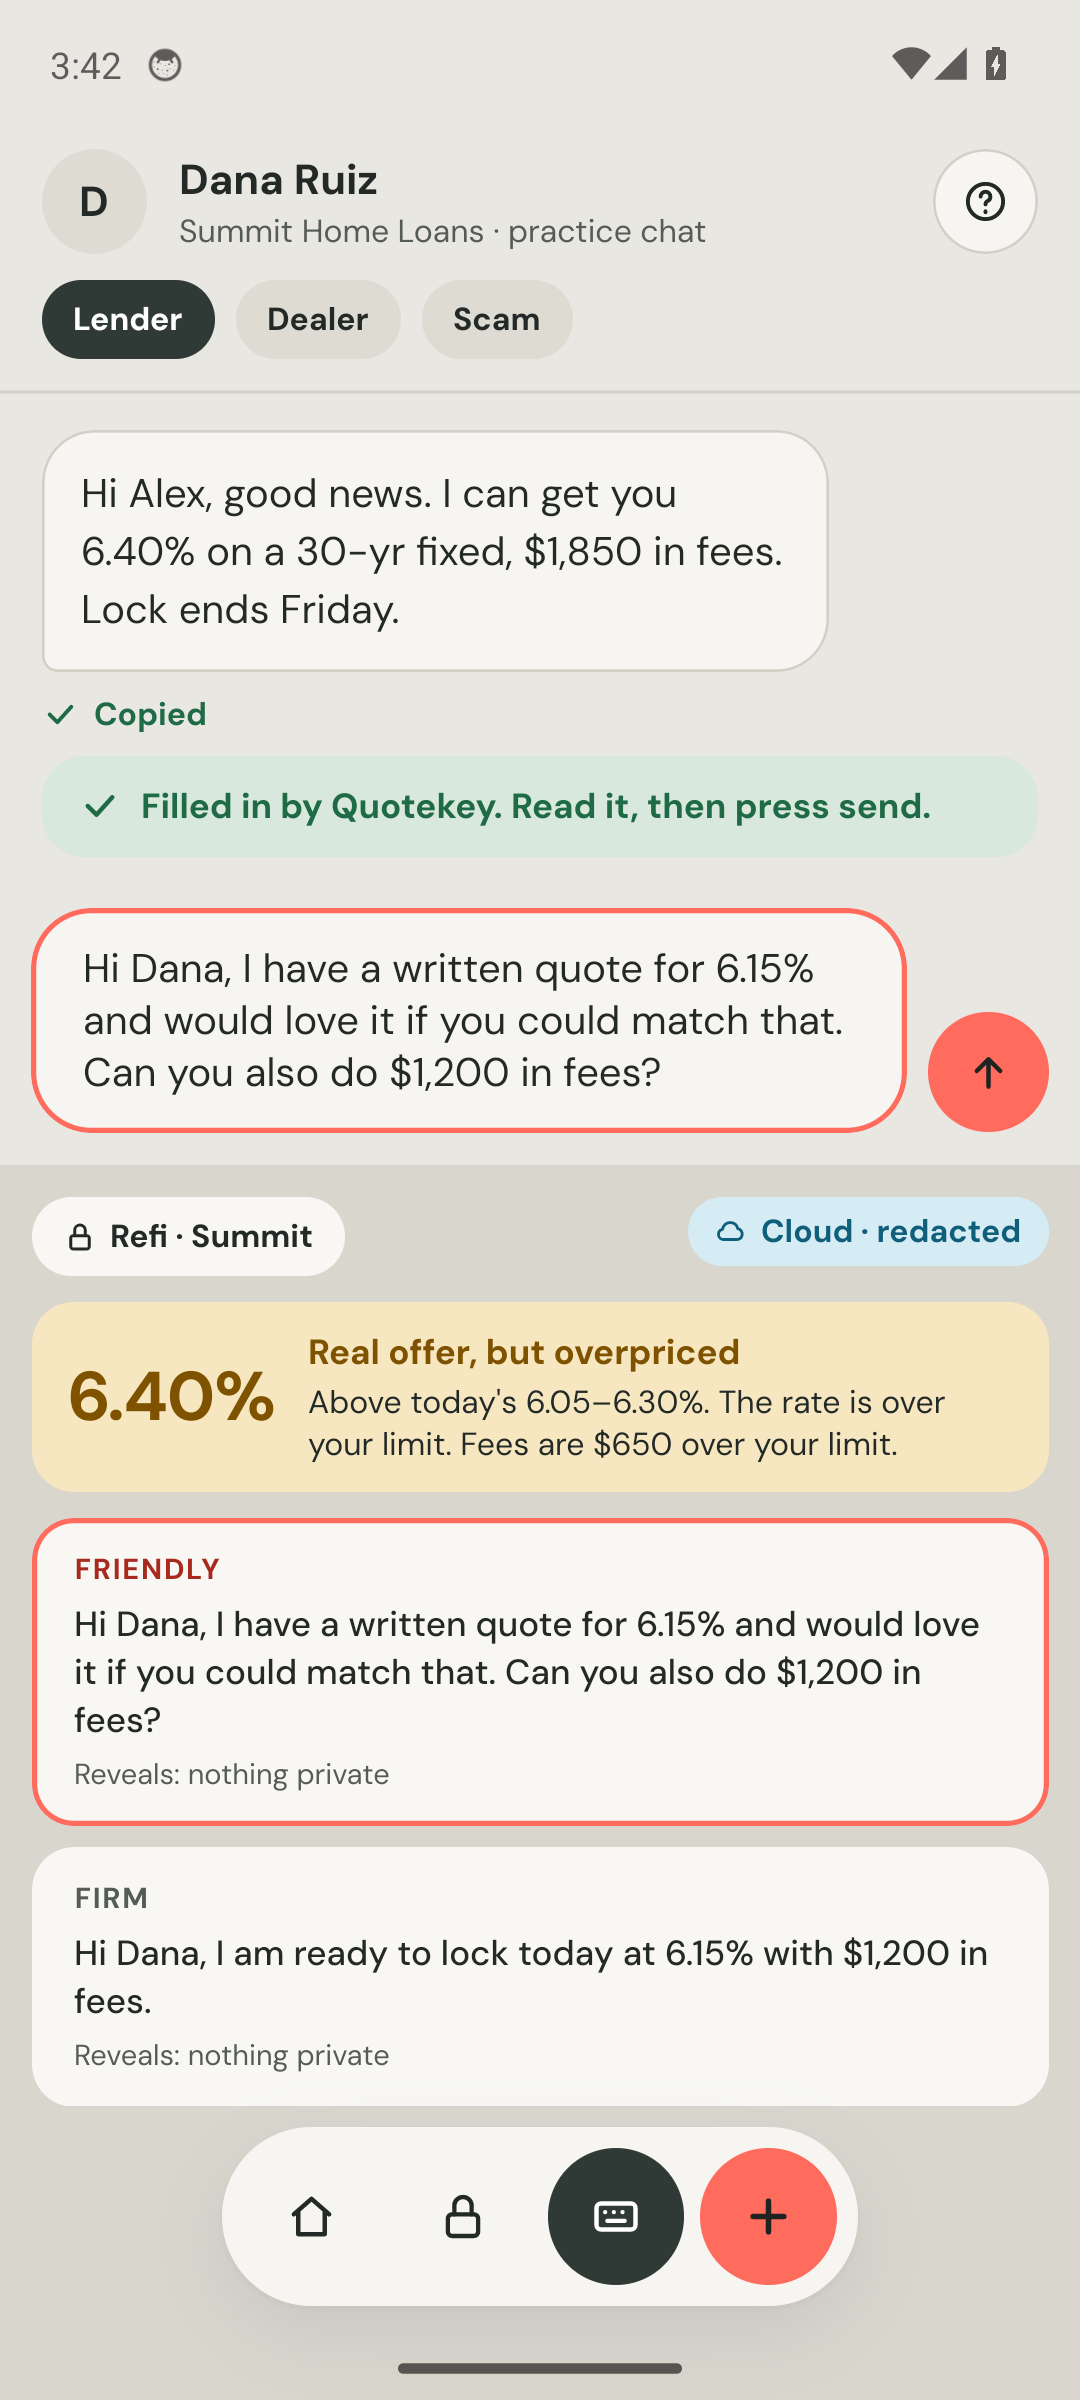 3:42
D
Dana Ruiz
Summit Home Loans · practice chat
Lender
Dealer
Scam
Hi Alex, good news. I can get you
6.40% on a 30-yr fixed, $1,850 in fees.
Lock ends Friday.
Copied
Filled in by Quotekey. Read it, then press send.
Hi Dana, I have a written quote for 6.15%
and would love it if you could match that.
Can you also do $1,200 in fees?
Refi · Summit
Cloud · redacted
6.40%
Real offer, but overpriced
Above today's 6.05–6.30%. The rate is over
your limit. Fees are $650 over your limit.
FRIENDLY
Hi Dana, I have a written quote for 6.15% and would love
it if you could match that. Can you also do $1,200 in
fees?
Reveals: nothing private
FIRM
Hi Dana, I am ready to lock today at 6.15% with $1,200 in
fees.
Reveals: nothing private